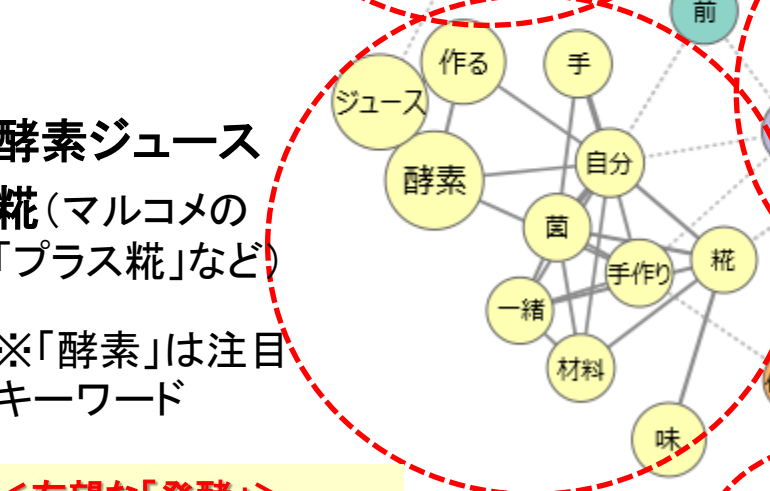 酵素ジュース
糀(マルコメの
「プラス糀」など)
※「酵素」は注目
キーワード
前
作る
手
ジュース
酵素
自分
菌
手作り
糀
一緒
材料
味